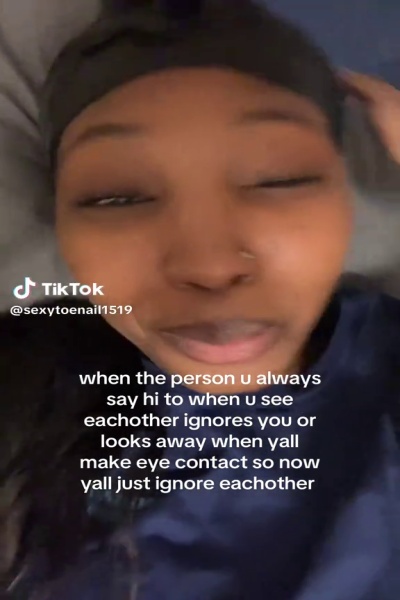 TikTok
@sexytoenail1519
when the person u always
say hi to when u see
eachother ignores you or
looks away when yall
make eye contact so now
yall just ignore eachother